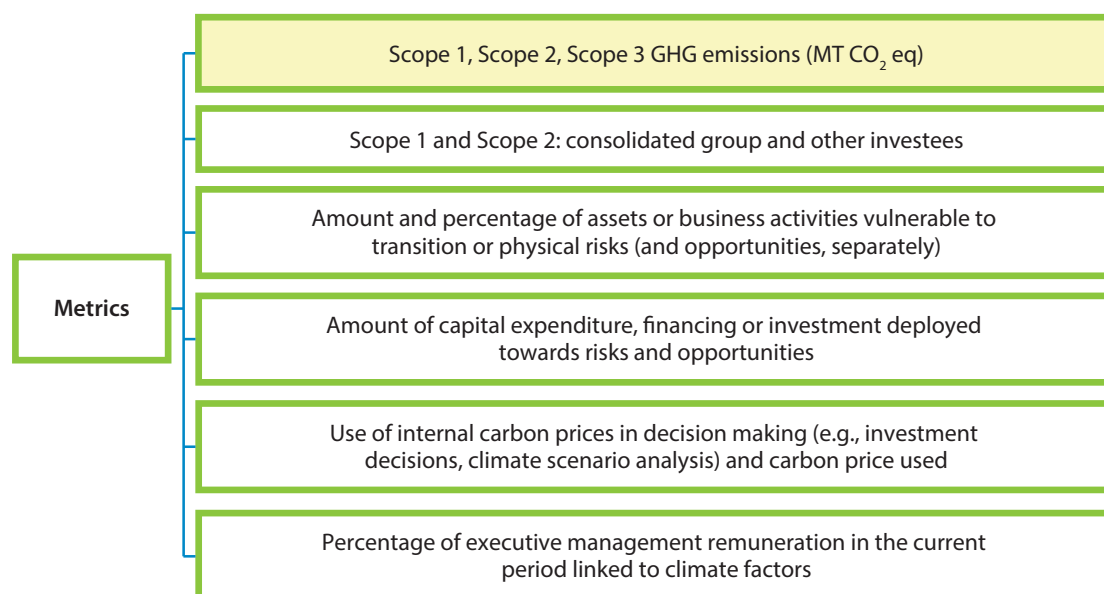 Scope 1, Scope 2, Scope 3 GHG emissions (MT CO₂ eq)
Scope 1 and Scope 2: consolidated group and other investees
Amount and percentage of assets or business activities vulnerable to
transition or physical risks (and opportunities, separately)
Metrics
Amount of capital expenditure, financing or investment deployed
towards risks and opportunities
Use of internal carbon prices in decision making (e.g., investment
decisions, climate scenario analysis) and carbon price used
Percentage of executive management remuneration in the current
period linked to climate factors